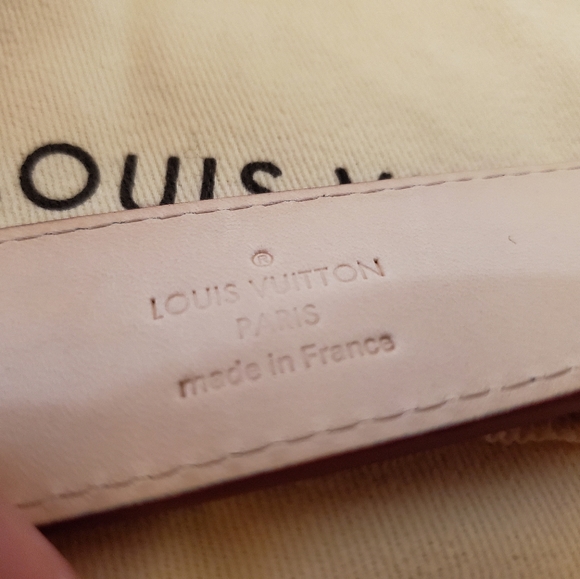 OUIS V
®
LOUIS VUITTON
PARIS
made in France